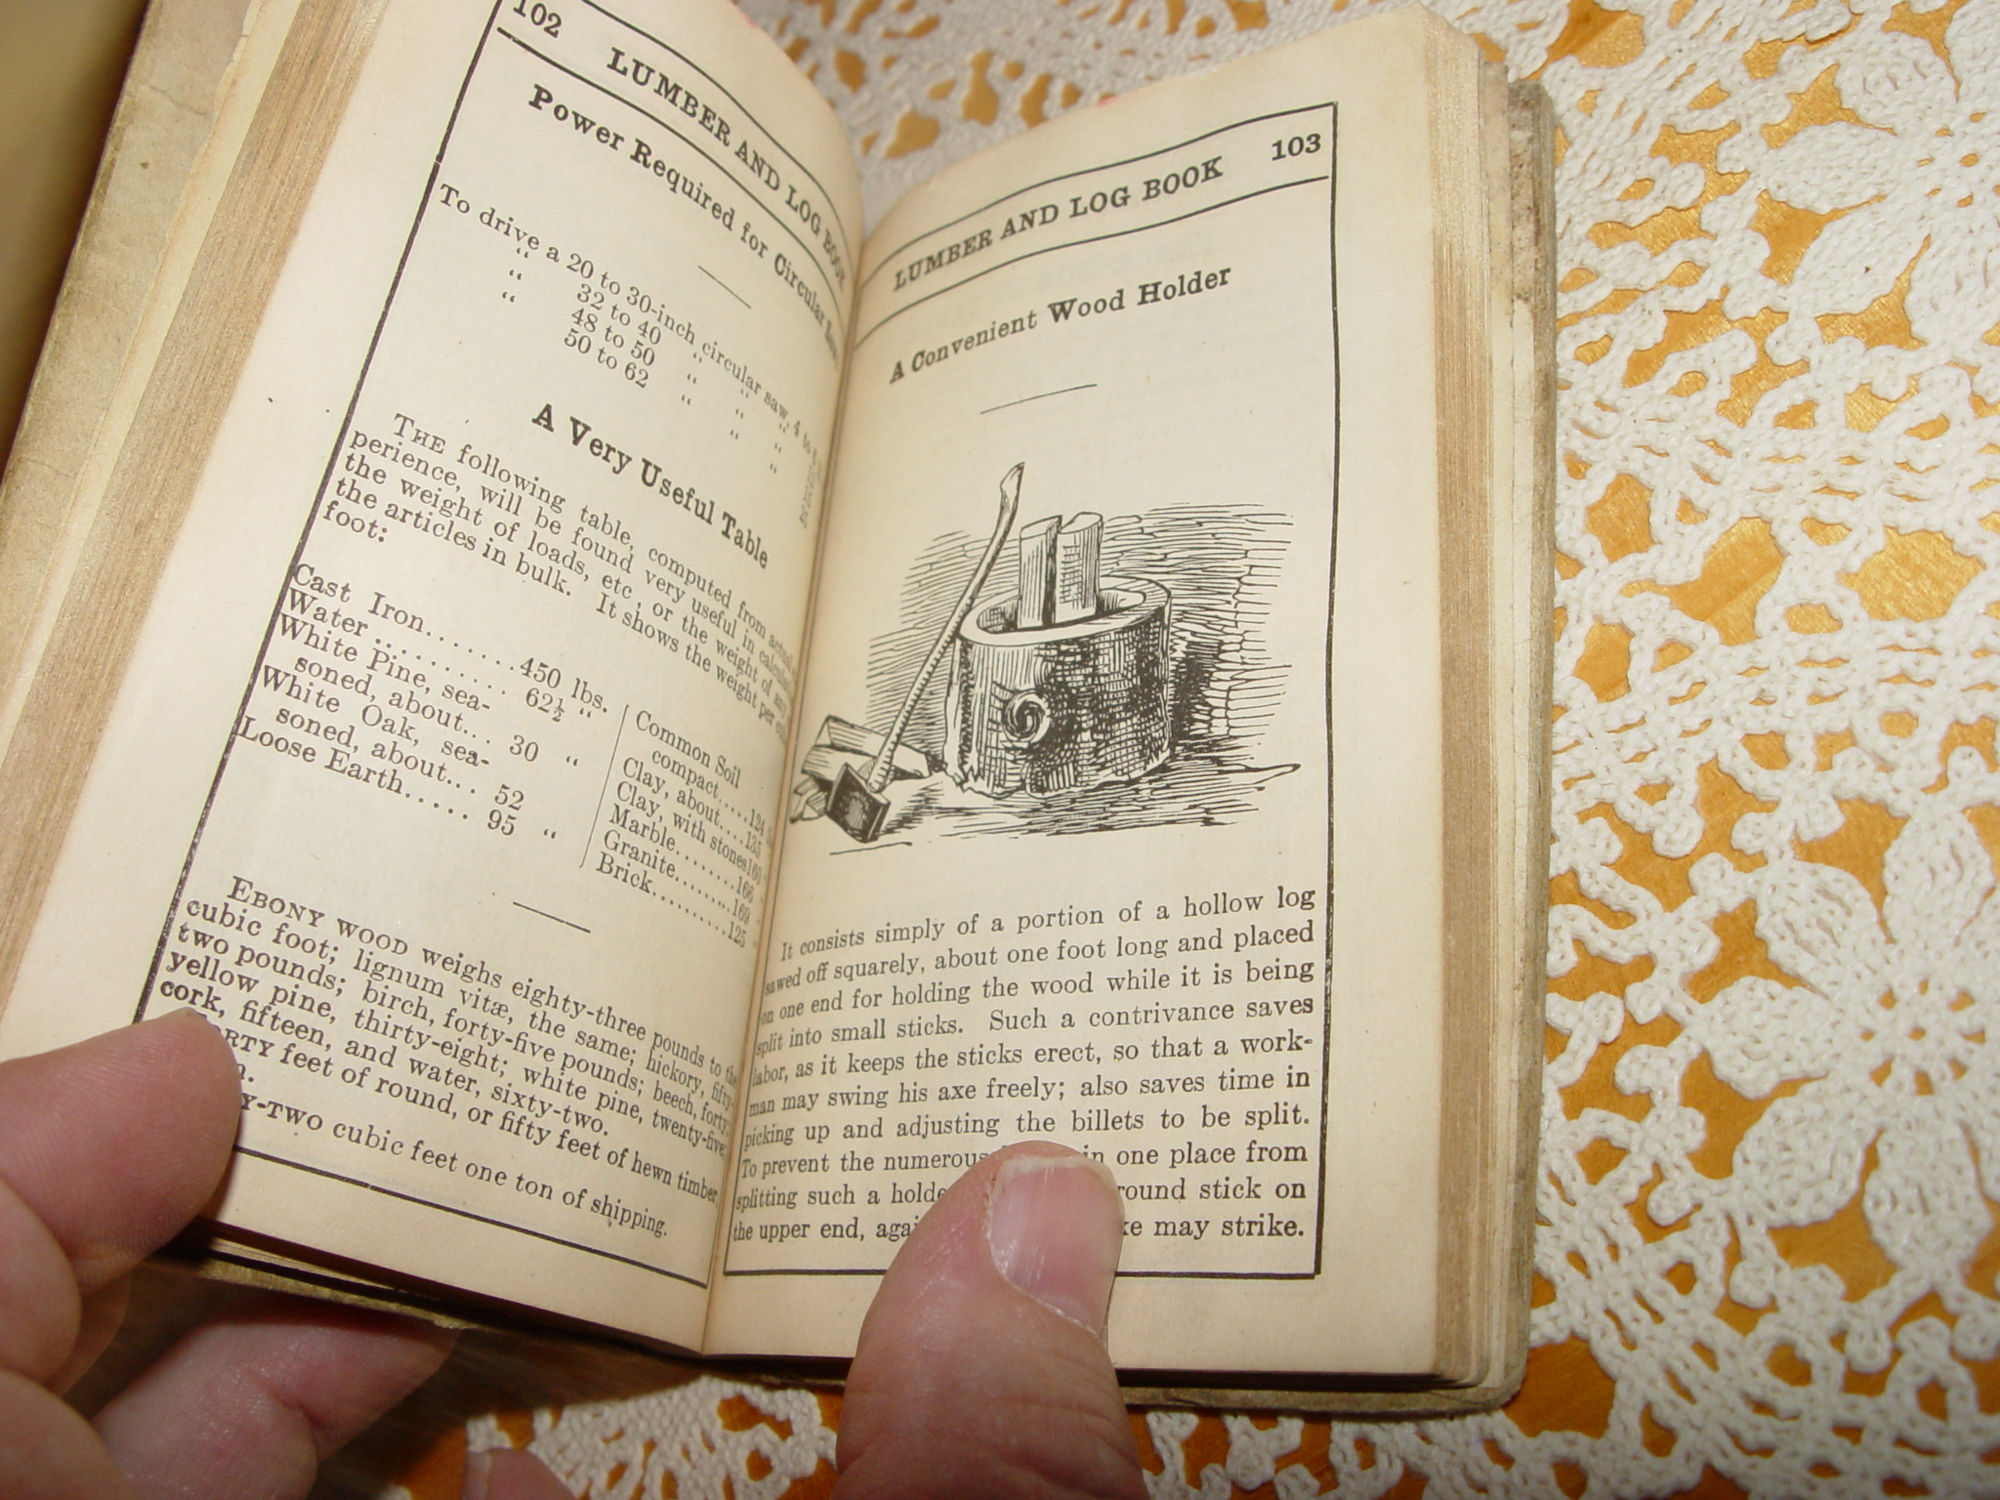 102
LUMBER AND LOG BOOK
Power Required for Circular
To drive a 20 to 30-inch circular saw, 4 to
“ 32 to 40 “ “ “
“ 48 to 50 “ “ “
“ 50 to 62 “ “ “
A Very Useful Table
THE following table, computed from actual
perience, will be found very useful in
the weight of loads, etc, or the weight of any
the articles in bulk. It shows the weight per
foot:
Cast Iron........450 lbs.
Water .......... 62½ “
White Pine, sea-
soned, about... 30 “
White Oak, sea-
soned, about... 52
Loose Earth...... 95 “
Common Soil
compact.....124
Clay, about....135
Clay, with stones160
Marble........166
Granite.........169
Brick..........125
EBONY WOOD weighs eighty-three pounds to the
cubic foot; lignum vitæ, the same; hickory, fifty-
two pounds; birch, forty-five pounds; beech, forty;
yellow pine, thirty-eight; white pine, twenty-five;
cork, fifteen, and water, sixty-two.
feet of round, or fifty feet of hewn timber,
Y-TWO cubic feet one ton of shipping.
LUMBER AND LOG BOOK 103
A Convenient Wood Holder
It consists simply of a portion of a hollow log
sawed off squarely, about one foot long and placed
on one end for holding the wood while it is being
split into small sticks. Such a contrivance saves
labor, as it keeps the sticks erect, so that a work-
man may swing his axe freely; also saves time in
picking up and adjusting the billets to be split.
To prevent the numerous in one place from
splitting such a round stick on
the upper end, may strike.